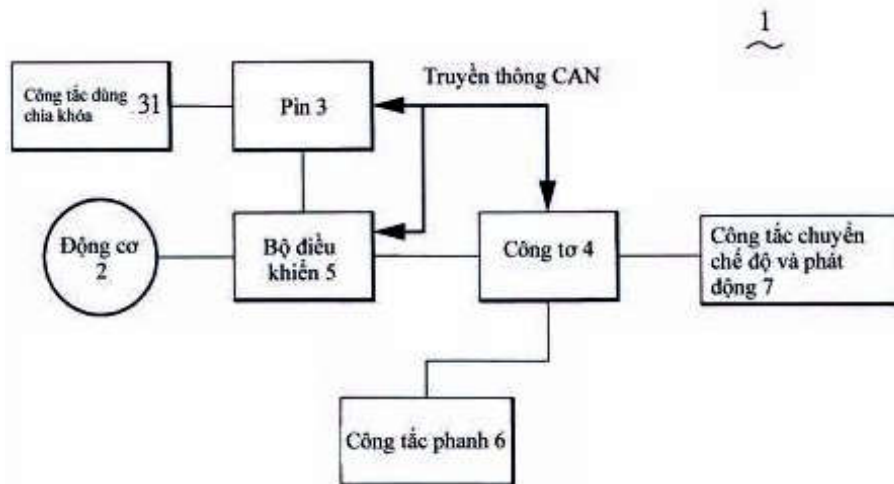 1
Truyền thông CAN
Công tắc dùng
chìa khóa 31
Pin 3
Động cơ
2
Bộ điều
khiển 5
Công tơ 4
Công tắc chuyển
chế độ và phát
động 7
Công tắc phanh 6